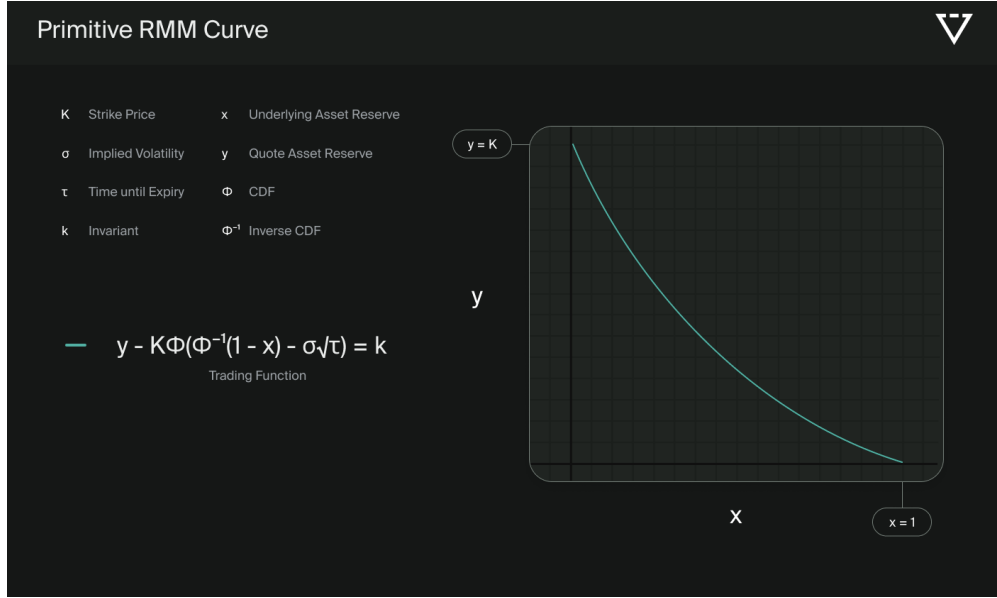 Primitive RMM Curve
K Strike Price x Underlying Asset Reserve
σ Implied Volatility y Quote Asset Reserve
τ Time until Expiry Φ CDF
k Invariant Φ⁻¹ Inverse CDF
y = K
y
y - KΦ(Φ⁻¹(1 - x) - σ√τ) = k
Trading Function
x
x = 1